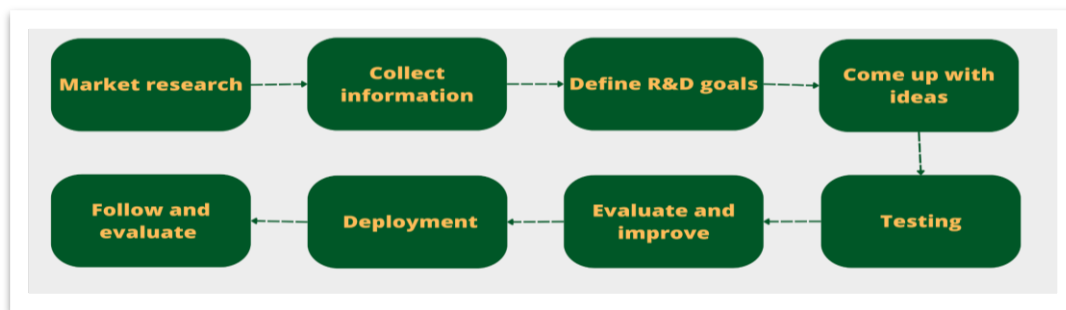 Market research
Collect
information
Define R&D goals
Come up with
ideas
Testing
Evaluate and
improve
Deployment
Follow and
evaluate